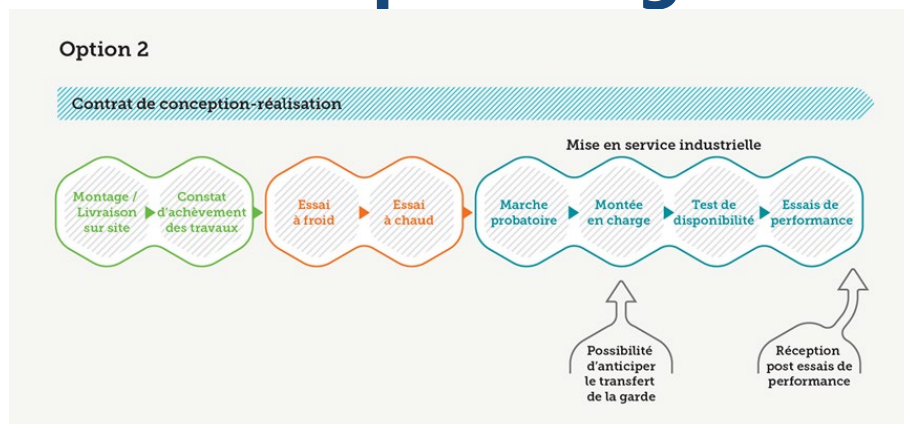 Option 2
Contrat de conception-réalisation
Mise en service industrielle
Montage /
Livraison
sur site
Constat
d'achèvement
des travaux
Essai
à froid
Essai
à chaud
Marche
probatoire
Montée
en charge
Test de
disponibilité
Essais de
performance
Possibilité
d'anticiper
le transfert
de la garde
Réception
post essais de
performance